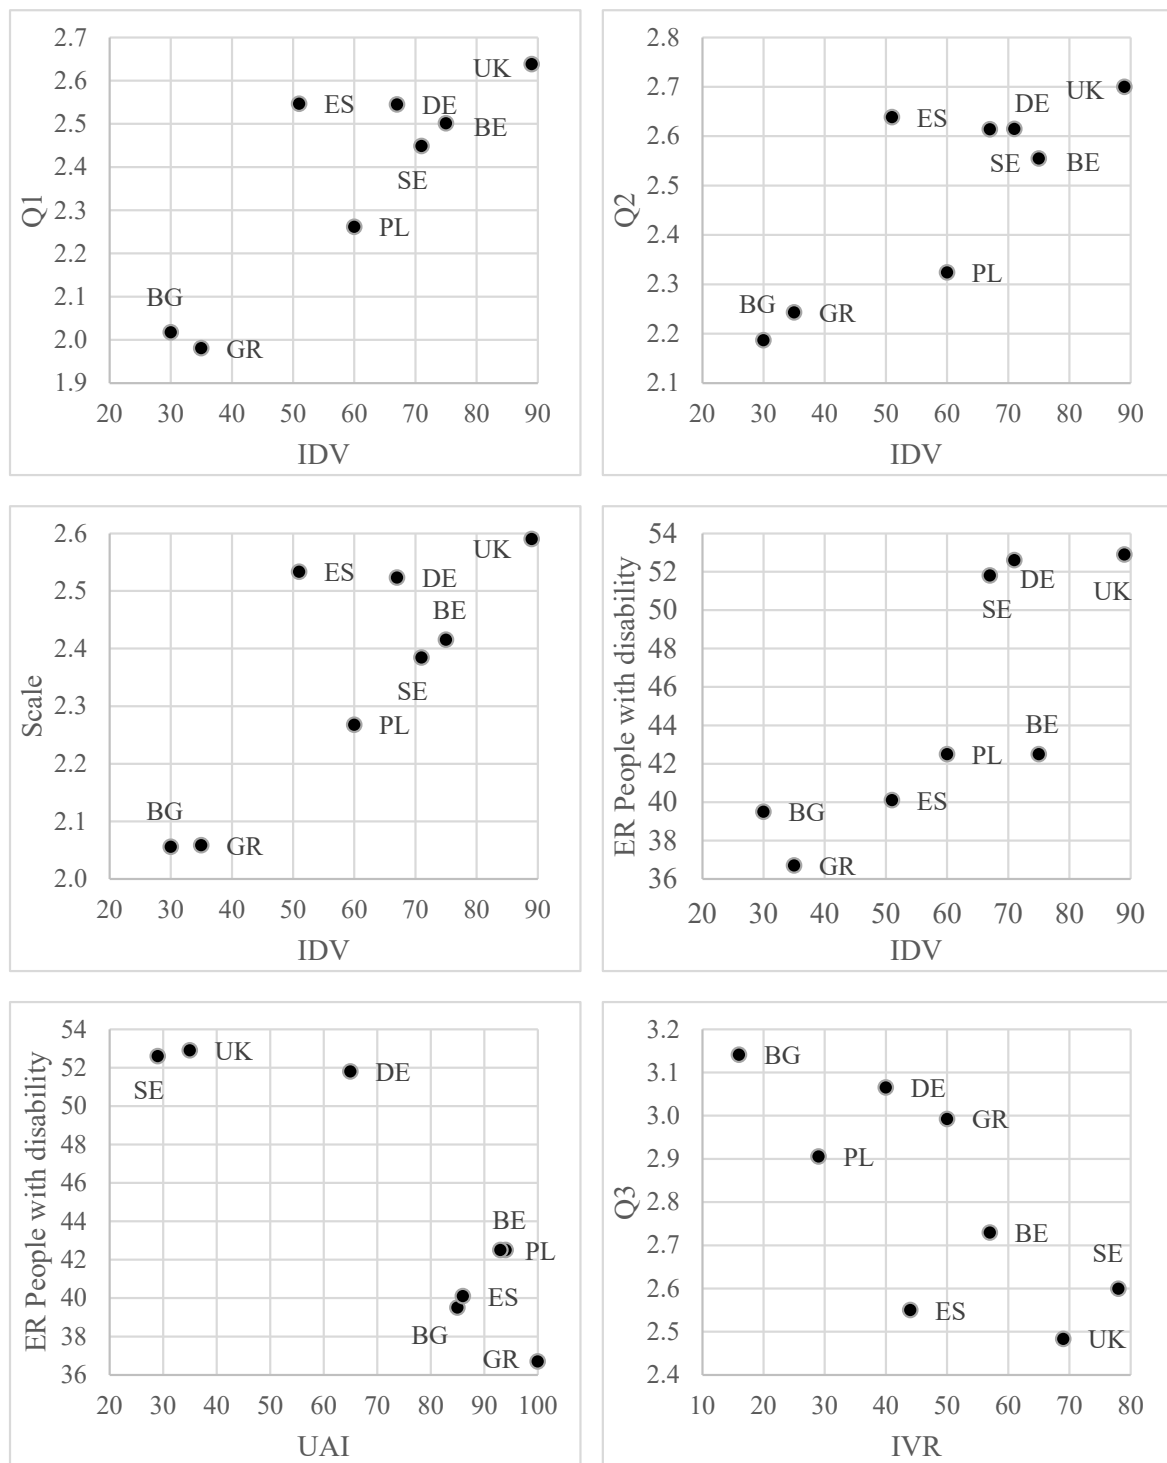 2.7
2.6
2.5
2.4
2.3
2.2
2.1
2.0
1.9
Q1
UK
ES
DE
BE
SE
PL
BG
GR
20 30 40 50 60 70 80 90
IDV
2.8
2.7
2.6
2.5
2.4
2.3
2.2
2.1
Q2
UK
DE
ES
SE
BE
PL
BG
GR
20 30 40 50 60 70 80 90
IDV
2.6
2.5
2.4
2.3
2.2
2.1
2.0
Scale
UK
ES
DE
BE
SE
PL
BG
GR
20 30 40 50 60 70 80 90
IDV
54
52
50
48
46
44
42
40
38
36
ER People with disability
DE
UK
SE
BE
PL
ES
BG
GR
20 30 40 50 60 70 80 90
IDV
54
52
50
48
46
44
42
40
38
36
ER People with disability
UK
SE
DE
BE
PL
ES
BG
GR
20 30 40 50 60 70 80 90 100
UAI
3.2
3.1
3.0
2.9
2.8
2.7
2.6
2.5
2.4
Q3
BG
DE
GR
PL
BE
SE
ES
UK
10 20 30 40 50 60 70 80
IVR